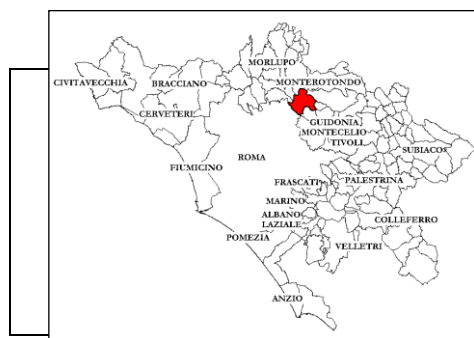 MORLUPO
CIVITAVECCHIA
BRACCIANO
MONTEROTONDO
CERVETERE
GUIDONIA
MONTECELIO
TIVOLI
SUBIACO
ROMA
FIUMICINO
FRASCATI
PALESTRINA
MARINO
ALBANO
LAZIALE
COLLEFERRO
POMEZIA
VELLETRI
ANZIO